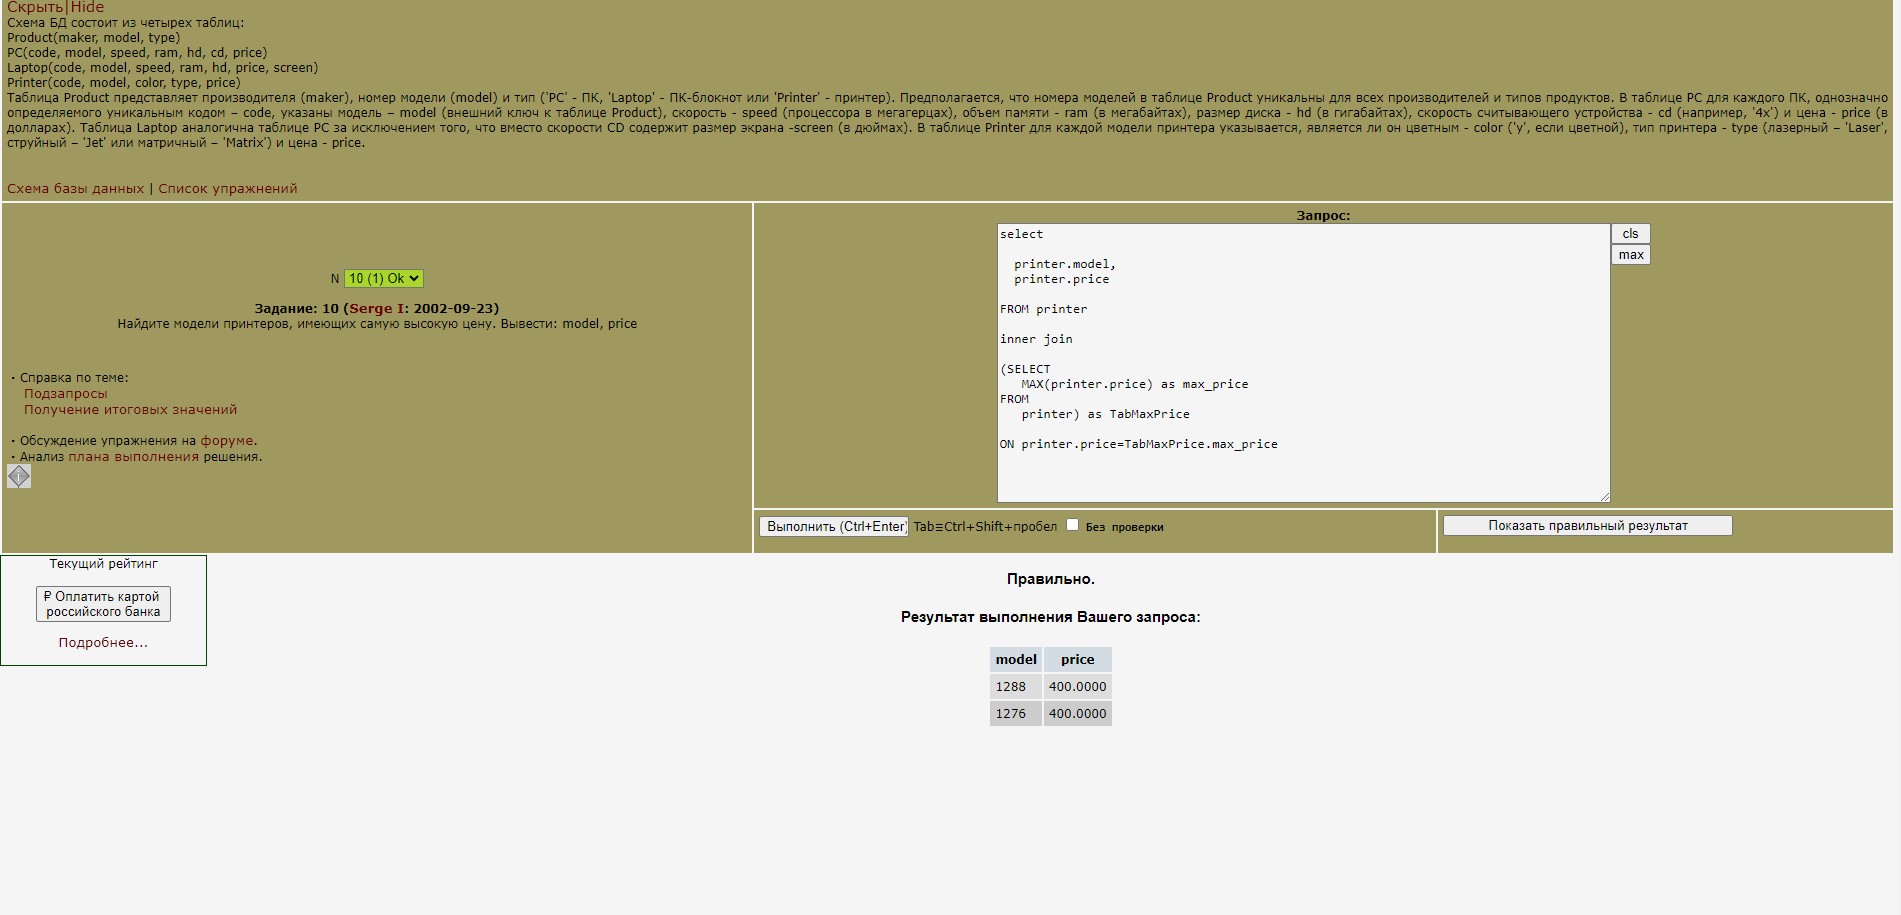 Скрыть|Hide
Схема БД состоит из четырех таблиц:
Product(maker, model, type)
PC(code, model, speed, ram, hd, cd, price)
Laptop(code, model, speed, ram, hd, price, screen)
Printer(code, model, color, type, price)
Таблица Product представляет производителя (maker), номер модели (model) и тип ('PC' - ПК, 'Laptop' - ПК-блокнот или 'Printer' - принтер). Предполагается, что номера моделей в таблице Product уникальны для всех производителей и типов продуктов. В таблице PC для каждого ПК, однозначно
определяемого уникальным кодом – code, указаны модель – model (внешний ключ к таблице Product), скорость - speed (процессора в мегагерцах), объем памяти - ram (в мегабайтах), размер диска - hd (в гигабайтах), скорость считывающего устройства - cd (например, '4x') и цена - price (в
долларах). Таблица Laptop аналогична таблице РС за исключением того, что вместо скорости CD содержит размер экрана -screen (в дюймах). В таблице Printer для каждой модели принтера указывается, является ли он цветным - color ('y', если цветной), тип принтера - type (лазерный – 'Laser',
струйный – 'Jet' или матричный – 'Matrix') и цена - price.
Схема базы данных | Список упражнений
N 10 (1) Ok
Задание: 10 (Serge I: 2002-09-23)
Найдите модели принтеров, имеющих самую высокую цену. Вывести: model, price
· Справка по теме:
Подзапросы
Получение итоговых значений
· Обсуждение упражнения на форуме.
· Анализ плана выполнения решения.
Запрос:
cls
max
select
printer.model,
printer.price
FROM printer
inner join
(SELECT
MAX(printer.price) as max_price
FROM
printer) as TabMaxPrice
ON printer.price=TabMaxPrice.max_price
Выполнить (Ctrl+Enter) Tab≡Ctrl+Shift+пробел Без проверки
Показать правильный результат
Текущий рейтинг
₽ Оплатить картой
российского банка
Подробнее...
Правильно.
Результат выполнения Вашего запроса:
model price
1288 400.0000
1276 400.0000